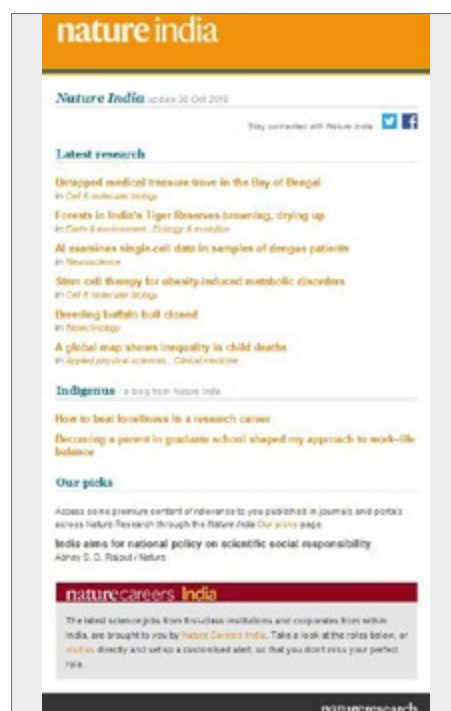 nature india
Nature India update 30 Oct 2019
Stay connected with Nature India
Latest research
Untapped medical treasure trove in the Bay of Bengal
in Cell & molecular biology
Forests in India's Tiger Reserves browning, drying up
in Earth & environment , Ecology & evolution
AI examines single-cell data in samples of dengue patients
in Neuroscience
Stem cell therapy for obesity-induced metabolic disorders
in Cell & molecular biology
Breeding buffalo bull cloned
in Biotechnology
A global map shows inequality in child deaths
in Applied physical sciences , Clinical medicine
Indigenus - a blog from Nature India
How to beat loneliness in a research career
Becoming a parent in graduate school shaped my approach to work–life
balance
Our picks
Access some premium content of relevance to you published in journals and portals
across Nature Research through the Nature India Our picks page.
India aims for national policy on scientific social responsibility
Abhay S. D. Rajput / Nature
naturecareers India
The latest science jobs from first-class institutions and corporates from within
India, are brought to you by Nature Careers India. Take a look at the roles below, or
visit us directly and set up a customised alert, so that you don't miss your perfect
role.
natureresearch